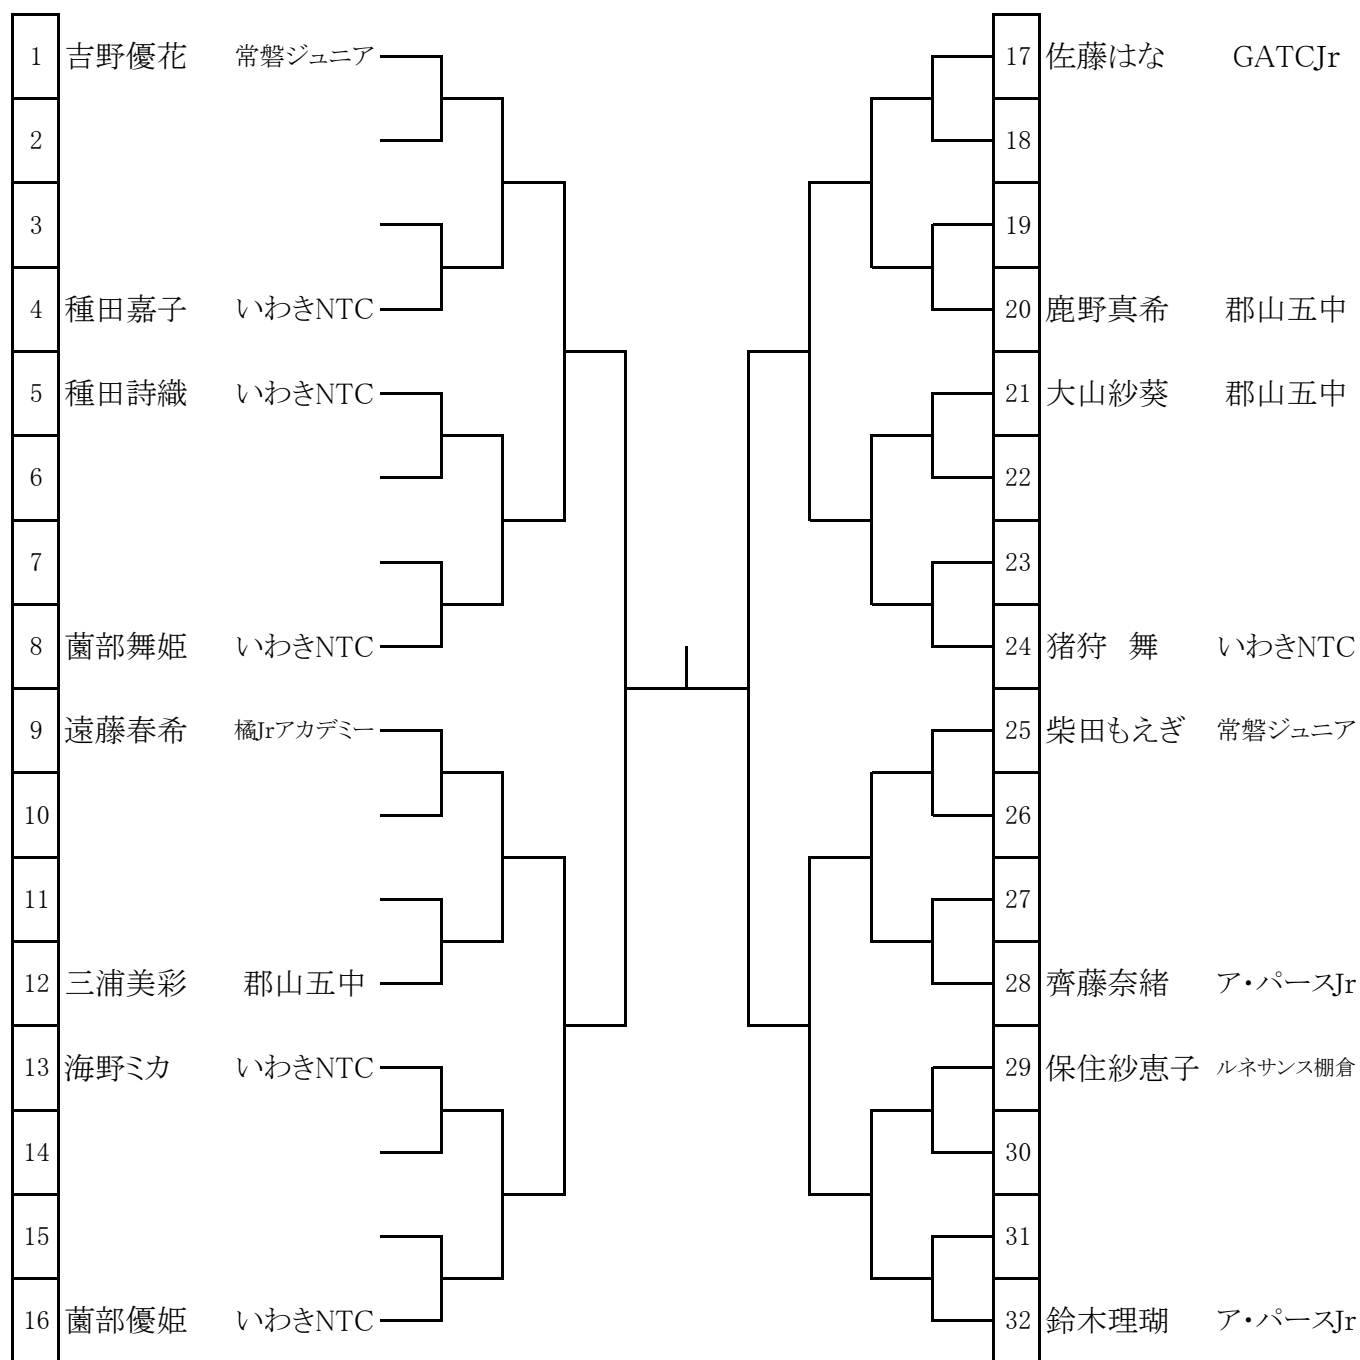 1 吉野優花 常磐ジュニア
2
3
4 種田嘉子 いわきNTC
5 種田詩織 いわきNTC
6
7
8 薗部舞姫 いわきNTC
9 遠藤春希 橘Jrアカデミー
10
11
12 三浦美彩 郡山五中
13 海野ミカ いわきNTC
14
15
16 薗部優姫 いわきNTC
17 佐藤はな GATCJr
18
19
20 鹿野真希 郡山五中
21 大山紗葵 郡山五中
22
23
24 猪狩 舞 いわきNTC
25 柴田もえぎ 常磐ジュニア
26
27
28 齊藤奈緒 ア・パースJr
29 保住紗恵子 ルネサンス棚倉
30
31
32 鈴木理瑚 ア・パースJr